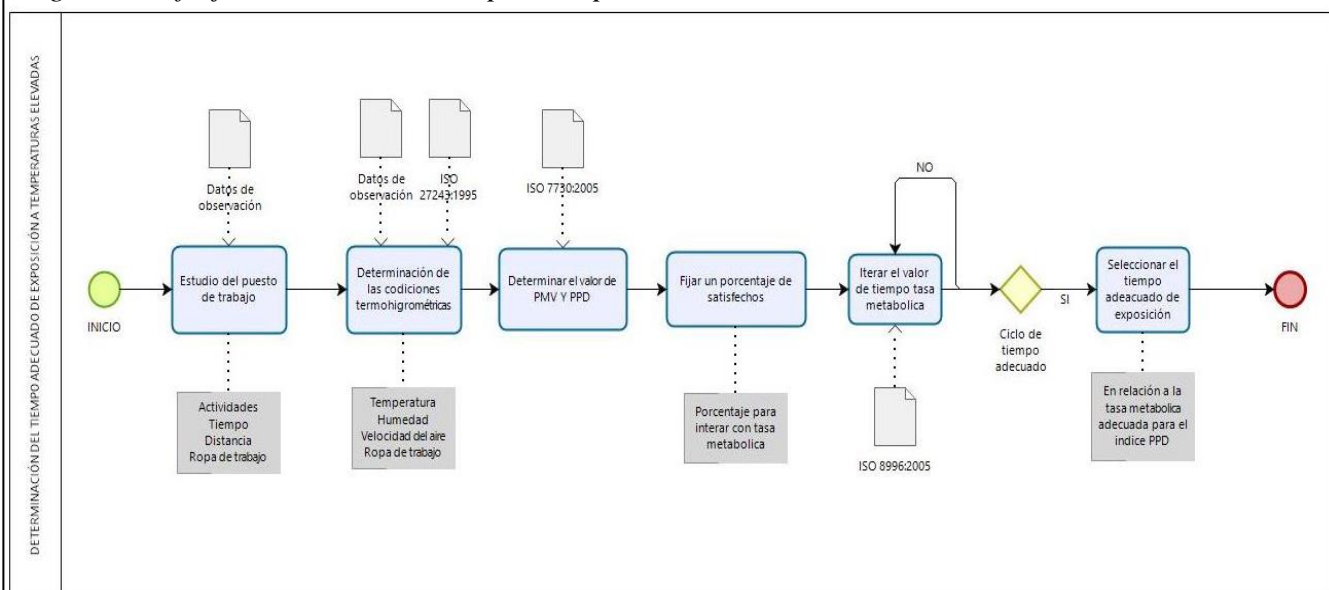 DETERMINACIÓN DEL TIEMPO ADECUADO DE EXPOSICIÓN A TEMPERATURAS ELEVADAS
INICIO
Datos de
observación
Estudio del puesto
de trabajo
Actividades
Tiempo
Distancia
Ropa de trabajo
Datos de
observación
ISO
27243:1995
Determinación de
las codiciones
termohigrométricas
Temperatura
Humedad
Velocidad del aire
Ropa de trabajo
ISO 7730:2005
Determinar el valor de
PMV Y PPD
Fijar un porcentaje de
satisfechos
Porcentaje para
interar con tasa
metabolica
NO
Iterar el valor
de tiempo tasa
metabolica
ISO 8996:2005
Ciclo de
tiempo
adecuado
SI
Seleccionar el
tiempo
adeacuado de
exposición
En relación a la
tasa metabolica
adecuada para el
indice PPD
FIN